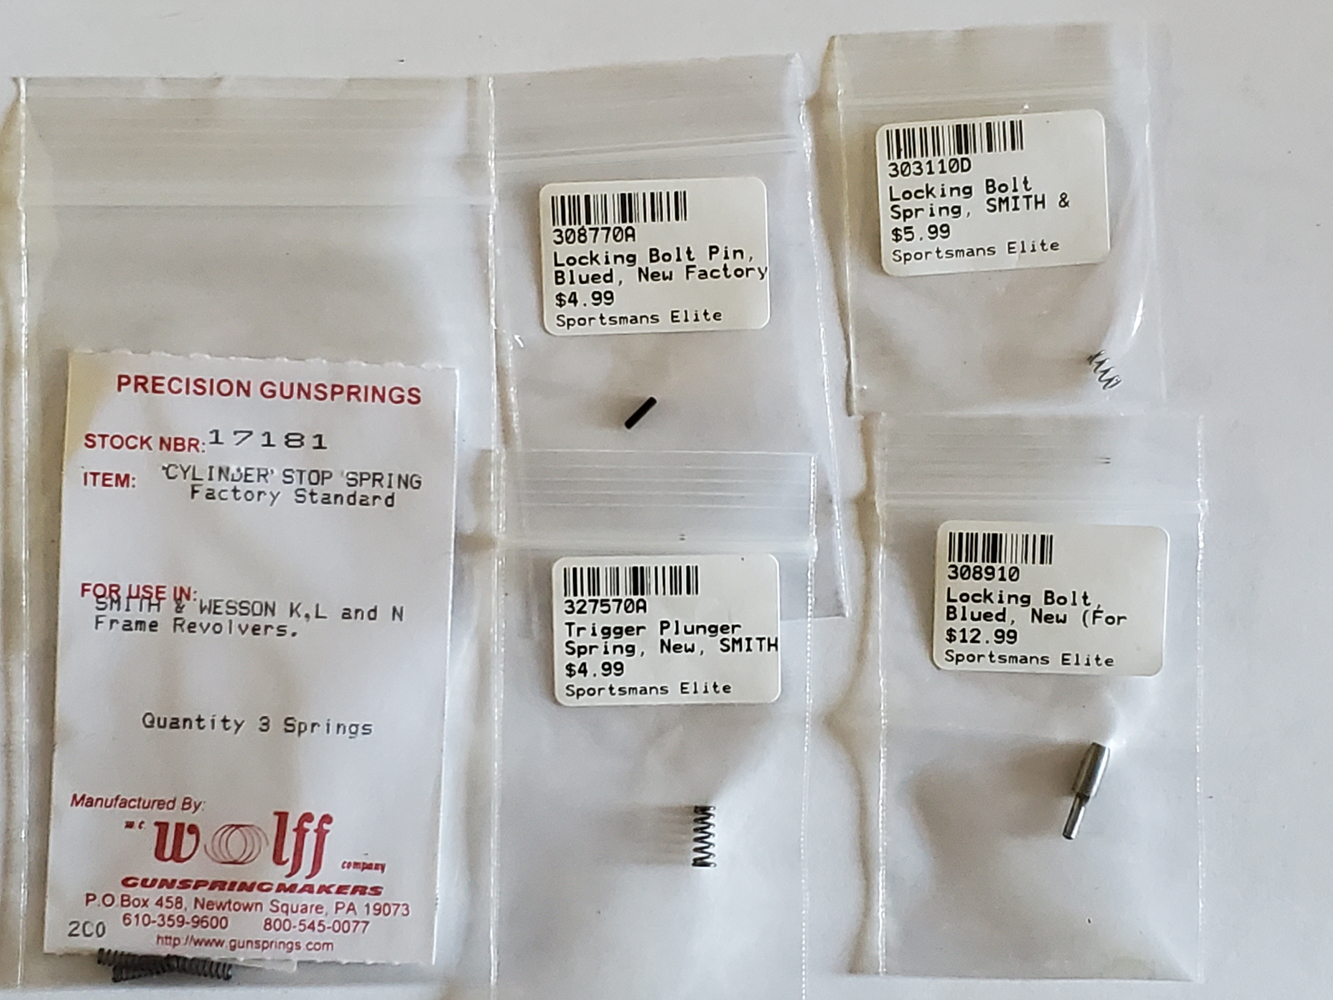 PRECISION GUNSPRINGS
STOCK NBR: 17181
ITEM: CYLINDER STOP SPRING
Factory Standard
FOR USE IN:
SMITH & WESSON K,L and N
Frame Revolvers.
Quantity 3 Springs
Manufactured By:
W.C.
Wolff
company
GUNSPRINGMAKERS
P.O.Box 458, Newtown Square, PA 19073
610-359-9600 800-545-0077
200
http://www.gunsprings.com
308770A
Locking Bolt Pin,
Blued, New Factory
$4.99
Sportsmans Elite
303110D
Locking Bolt
Spring, SMITH &
$5.99
Sportsmans Elite
327570A
Trigger Plunger
Spring, New, SMITH
$4.99
Sportsmans Elite
308910
Locking Bolt,
Blued, New (For
$12.99
Sportsmans Elite